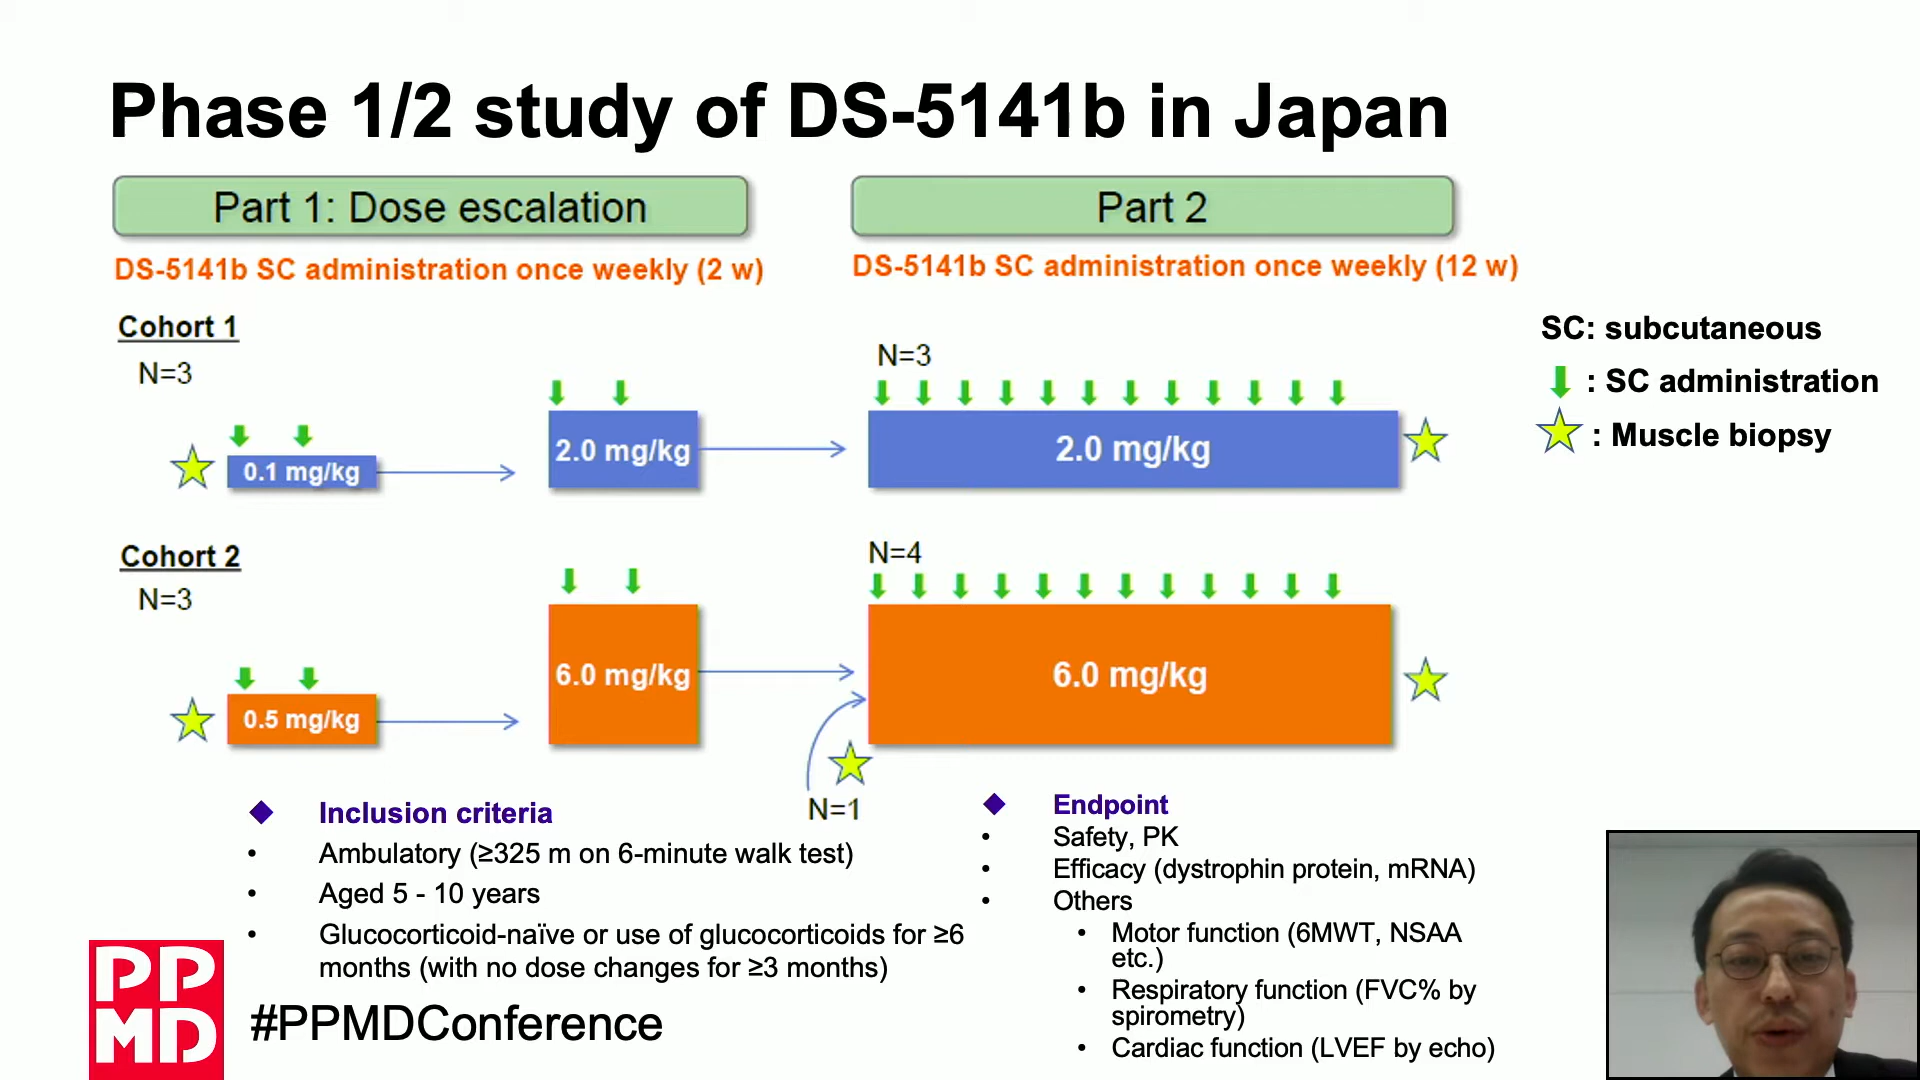 Phase 1/2 study of DS-5141b in Japan
Part 1: Dose escalation
Part 2
DS-5141b SC administration once weekly (2 w)
DS-5141b SC administration once weekly (12 w)
Cohort 1
N=3
0.1 mg/kg
2.0 mg/kg
N=3
2.0 mg/kg
SC: subcutaneous
: SC administration
: Muscle biopsy
Cohort 2
N=3
0.5 mg/kg
6.0 mg/kg
N=4
6.0 mg/kg
N=1
Inclusion criteria
• Ambulatory (≥325 m on 6-minute walk test)
• Aged 5 - 10 years
• Glucocorticoid-naïve or use of glucocorticoids for ≥6
months (with no dose changes for ≥3 months)
Endpoint
• Safety, PK
• Efficacy (dystrophin protein, mRNA)
• Others
• Motor function (6MWT, NSAA
etc.)
• Respiratory function (FVC% by
spirometry)
• Cardiac function (LVEF by echo)
PP
MD
#PPMDConference